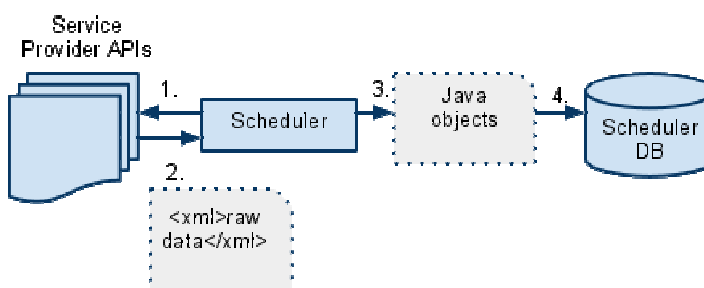 Service
Provider APIs
1.
Scheduler
3.
Java
objects
4.
Scheduler
DB
2.
<xml>raw
data</xml>